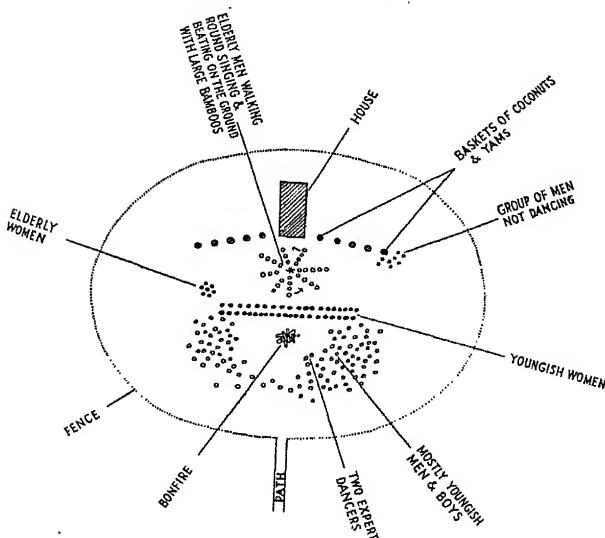 ELDERLY MEN WALKING
ROUND SINGING &
BEATING ON THE GROUND
WITH LARGE BAMBOOS
HOUSE
BASKETS OF COCONUTS
& YAMS
GROUP OF MEN
NOT DANCING
ELDERLY
WOMEN
YOUNGISH WOMEN
FENCE
BONFIRE
PATH
TWO EXPERT
DANCERS
MOSTLY YOUNGISH
MEN & BOYS